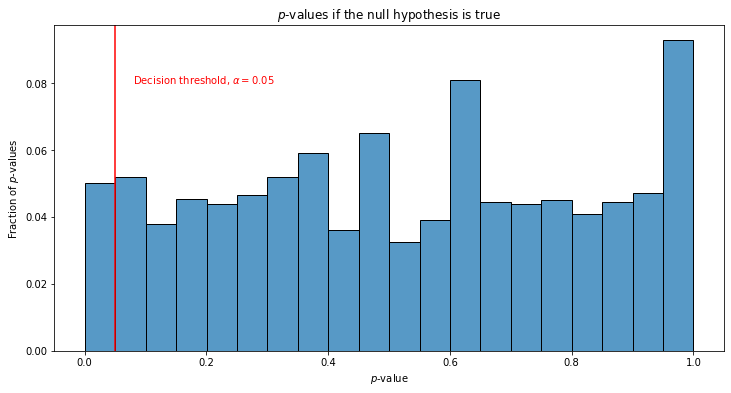 p-values if the null hypothesis is true
Decision threshold, α = 0.05
Fraction of p-values
0.08
0.06
0.04
0.02
0.00
0.0 0.2 0.4 0.6 0.8 1.0
p-value